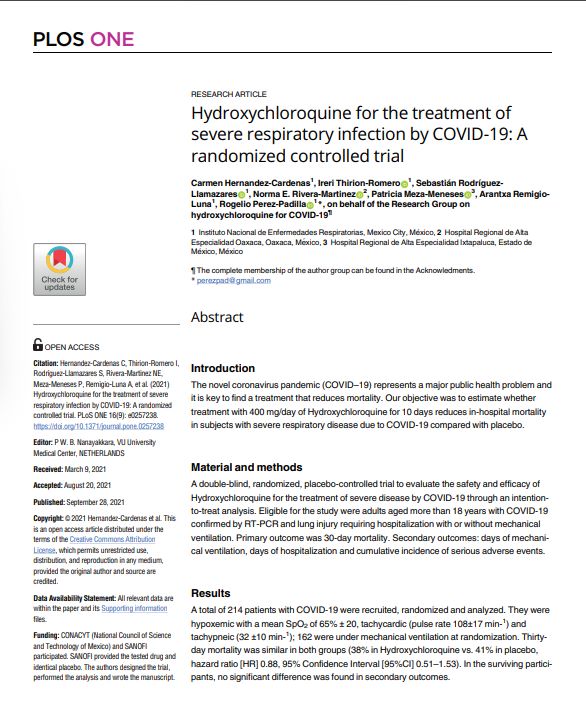 PLOS ONE
RESEARCH ARTICLE
Hydroxychloroquine for the treatment of
severe respiratory infection by COVID-19: A
randomized controlled trial
Carmen Hernandez-Cardenas1, Ireri Thirion-Romero1, Sebastián Rodríguez-
Llamazares1, Norma E. Rivera-Martinez2, Patricia Meza-Meneses3, Arantxa Remigio-
Luna1, Rogelio Perez-Padilla1*, on behalf of the Research Group on
hydroxychloroquine for COVID-19¶
1 Instituto Nacional de Enfermedades Respiratorias, Mexico City, México, 2 Hospital Regional de Alta
Especialidad Oaxaca, Oaxaca, México, 3 Hospital Regional de Alta Especialidad Ixtapaluca, Estado de
México, México
¶ The complete membership of the author group can be found in the Acknowledgments.
* perezpad@gmail.com
Abstract
Introduction
The novel coronavirus pandemic (COVID–19) represents a major public health problem and
it is key to find a treatment that reduces mortality. Our objective was to estimate whether
treatment with 400 mg/day of Hydroxychloroquine for 10 days reduces in-hospital mortality
in subjects with severe respiratory disease due to COVID-19 compared with placebo.
Material and methods
A double-blind, randomized, placebo-controlled trial to evaluate the safety and efficacy of
Hydroxychloroquine for the treatment of severe disease by COVID-19 through an intention-
to-treat analysis. Eligible for the study were adults aged more than 18 years with COVID-19
confirmed by RT-PCR and lung injury requiring hospitalization with or without mechanical
ventilation. Primary outcome was 30-day mortality. Secondary outcomes: days of mechani-
cal ventilation, days of hospitalization and cumulative incidence of serious adverse events.
Results
A total of 214 patients with COVID were recruited, randomized and analyzed. They were
hypoxemic with a mean SpO2 of 65% ± 20, tachycardic (pulse rate 108±17 min-1) and
tachypneic (32 ±10 min-1); 162 were under mechanical ventilation at randomization. Thirty-
day mortality was similar in both groups (38% in Hydroxychloroquine vs. 41% in placebo,
hazard ratio [HR] 0.88, 95% Confidence Interval [95%CI] 0.51–1.53). In the surviving partici-
pants, no significant difference was found in secondary outcomes.
Check for
updates
OPEN ACCESS
Citation: Hernandez-Cardenas C, Thirion-Romero I,
Rodríguez-Llamazares S, Rivera-Martinez NE,
Meza-Meneses P, Remigio-Luna A, et al. (2021)
Hydroxychloroquine for the treatment of severe
respiratory infection by COVID-19: A randomized
controlled trial. PLoS ONE 16(9): e0257238.
https://doi.org/10.1371/journal.pone.0257238
Editor: P W. B. Nanayakkara, VU University
Medical Center, NETHERLANDS
Received: March 9, 2021
Accepted: August 20, 2021
Published: September 28, 2021
Copyright: © 2021 Hernandez-Cardenas et al. This
is an open access article distributed under the
terms of the Creative Commons Attribution
License, which permits unrestricted use,
distribution, and reproduction in any medium,
provided the original author and source are
credited.
Data Availability Statement: All relevant data are
within the paper and its Supporting information
files.
Funding: CONACYT (National Council of Science
and Technology of Mexico) and SANOFI
participated. SANOFI provided the tested drug and
identical placebo. The authors designed the trial,
performed the analysis and wrote the manuscript.